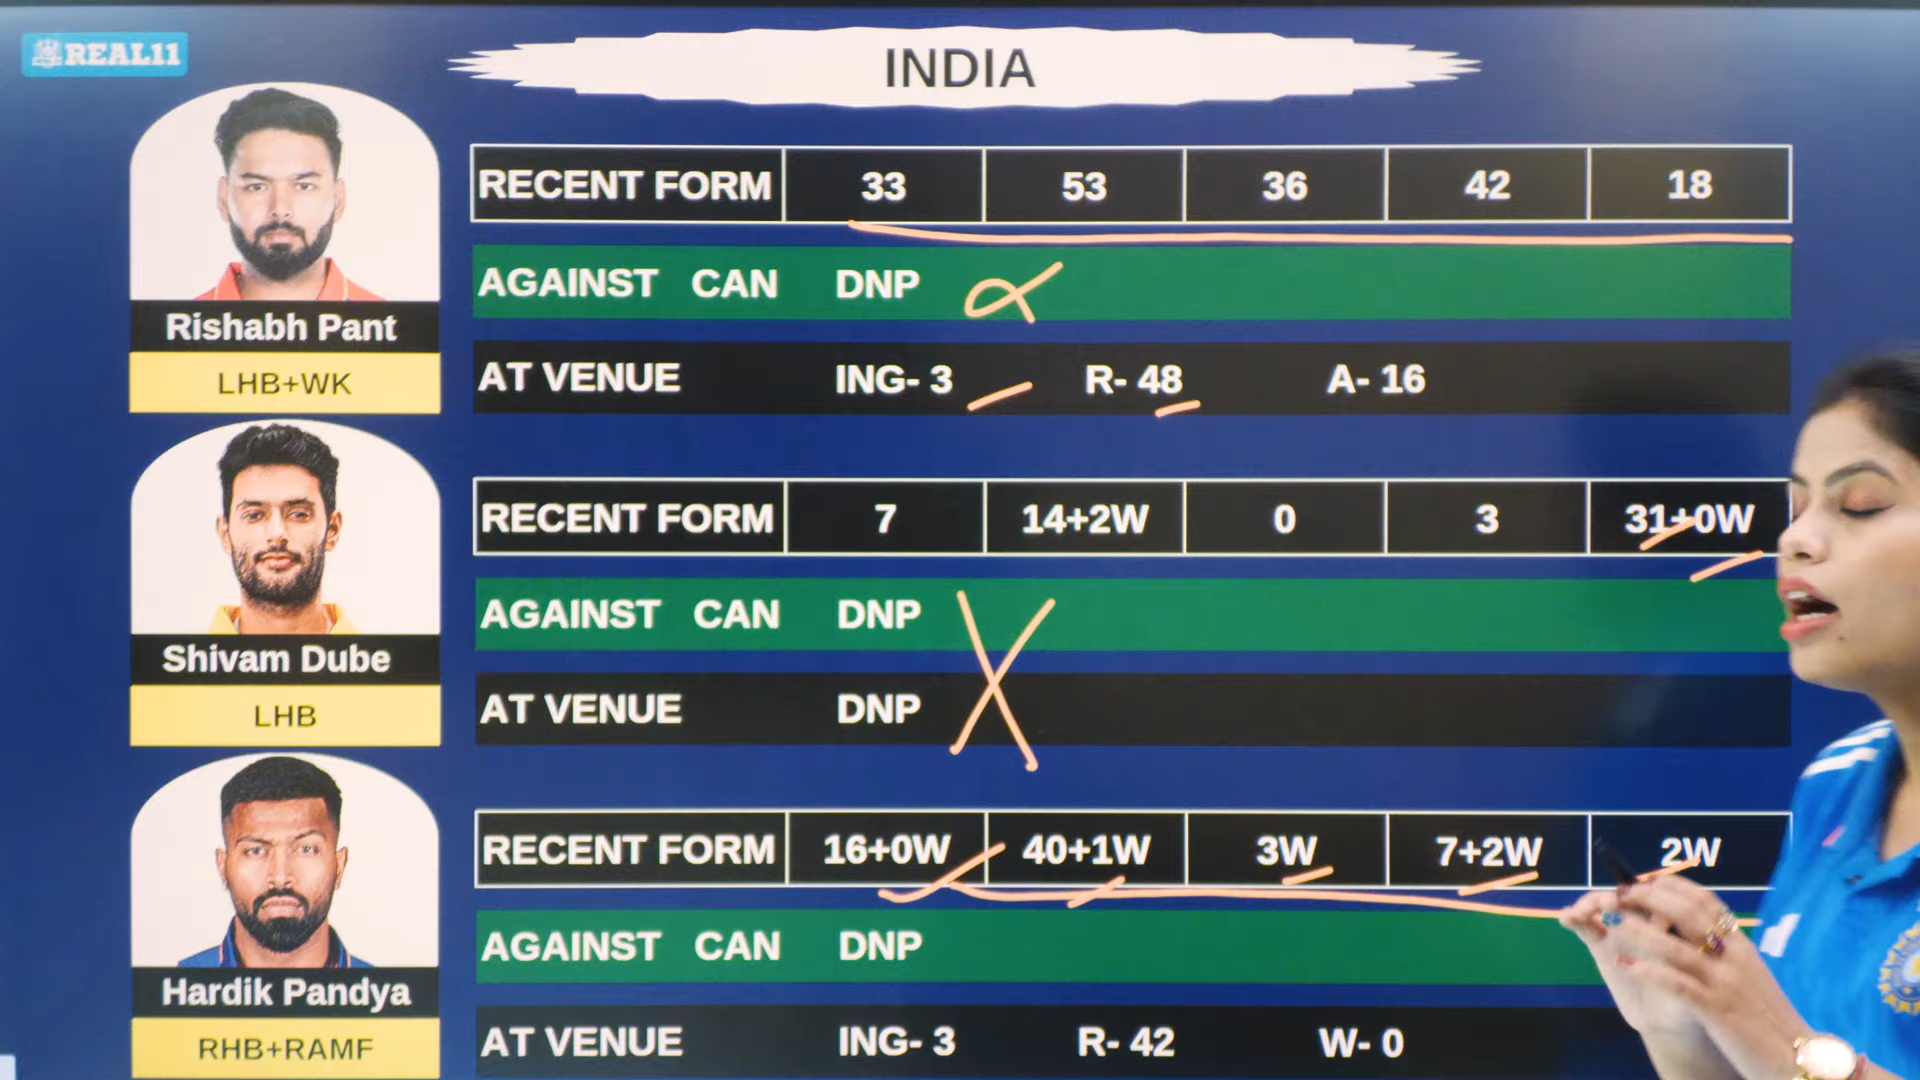 REAL11
INDIA
RECENT FORM 33 53 36 42 18
AGAINST CAN DNP
AT VENUE ING- 3 R- 48 A- 16
Rishabh Pant
LHB+WK
RECENT FORM 7 14+2W 0 3 31+0W
AGAINST CAN DNP
AT VENUE DNP
Shivam Dube
LHB
RECENT FORM 16+0W 40+1W 3W 7+2W 2W
AGAINST CAN DNP
AT VENUE ING- 3 R- 42 W- 0
Hardik Pandya
RHB+RAMF